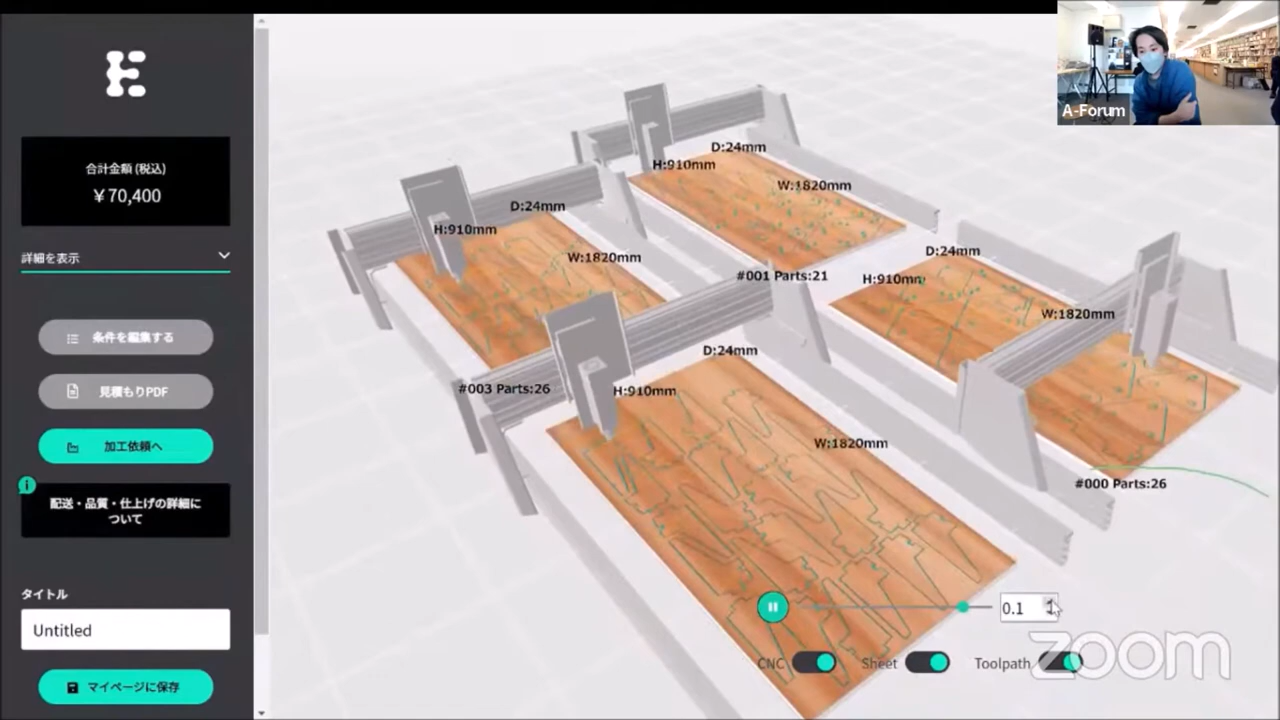 合計金額 (税込)
￥70,400
詳細を表示
条件を編集する
見積もりPDF
加工依頼へ
配送・品質・仕上げの詳細に
ついて
タイトル
Untitled
マイページに保存
A-Forum
D:24mm
H:910mm
W:1820mm
#001 Parts:21
D:24mm
H:910mm
W:1820mm
#003 Parts:26
D:24mm
H:910mm
W:1820mm
#000 Parts:26
D:24mm
H:910mm
W:1820mm
0.1
CNC
Sheet
Toolpath
zoom